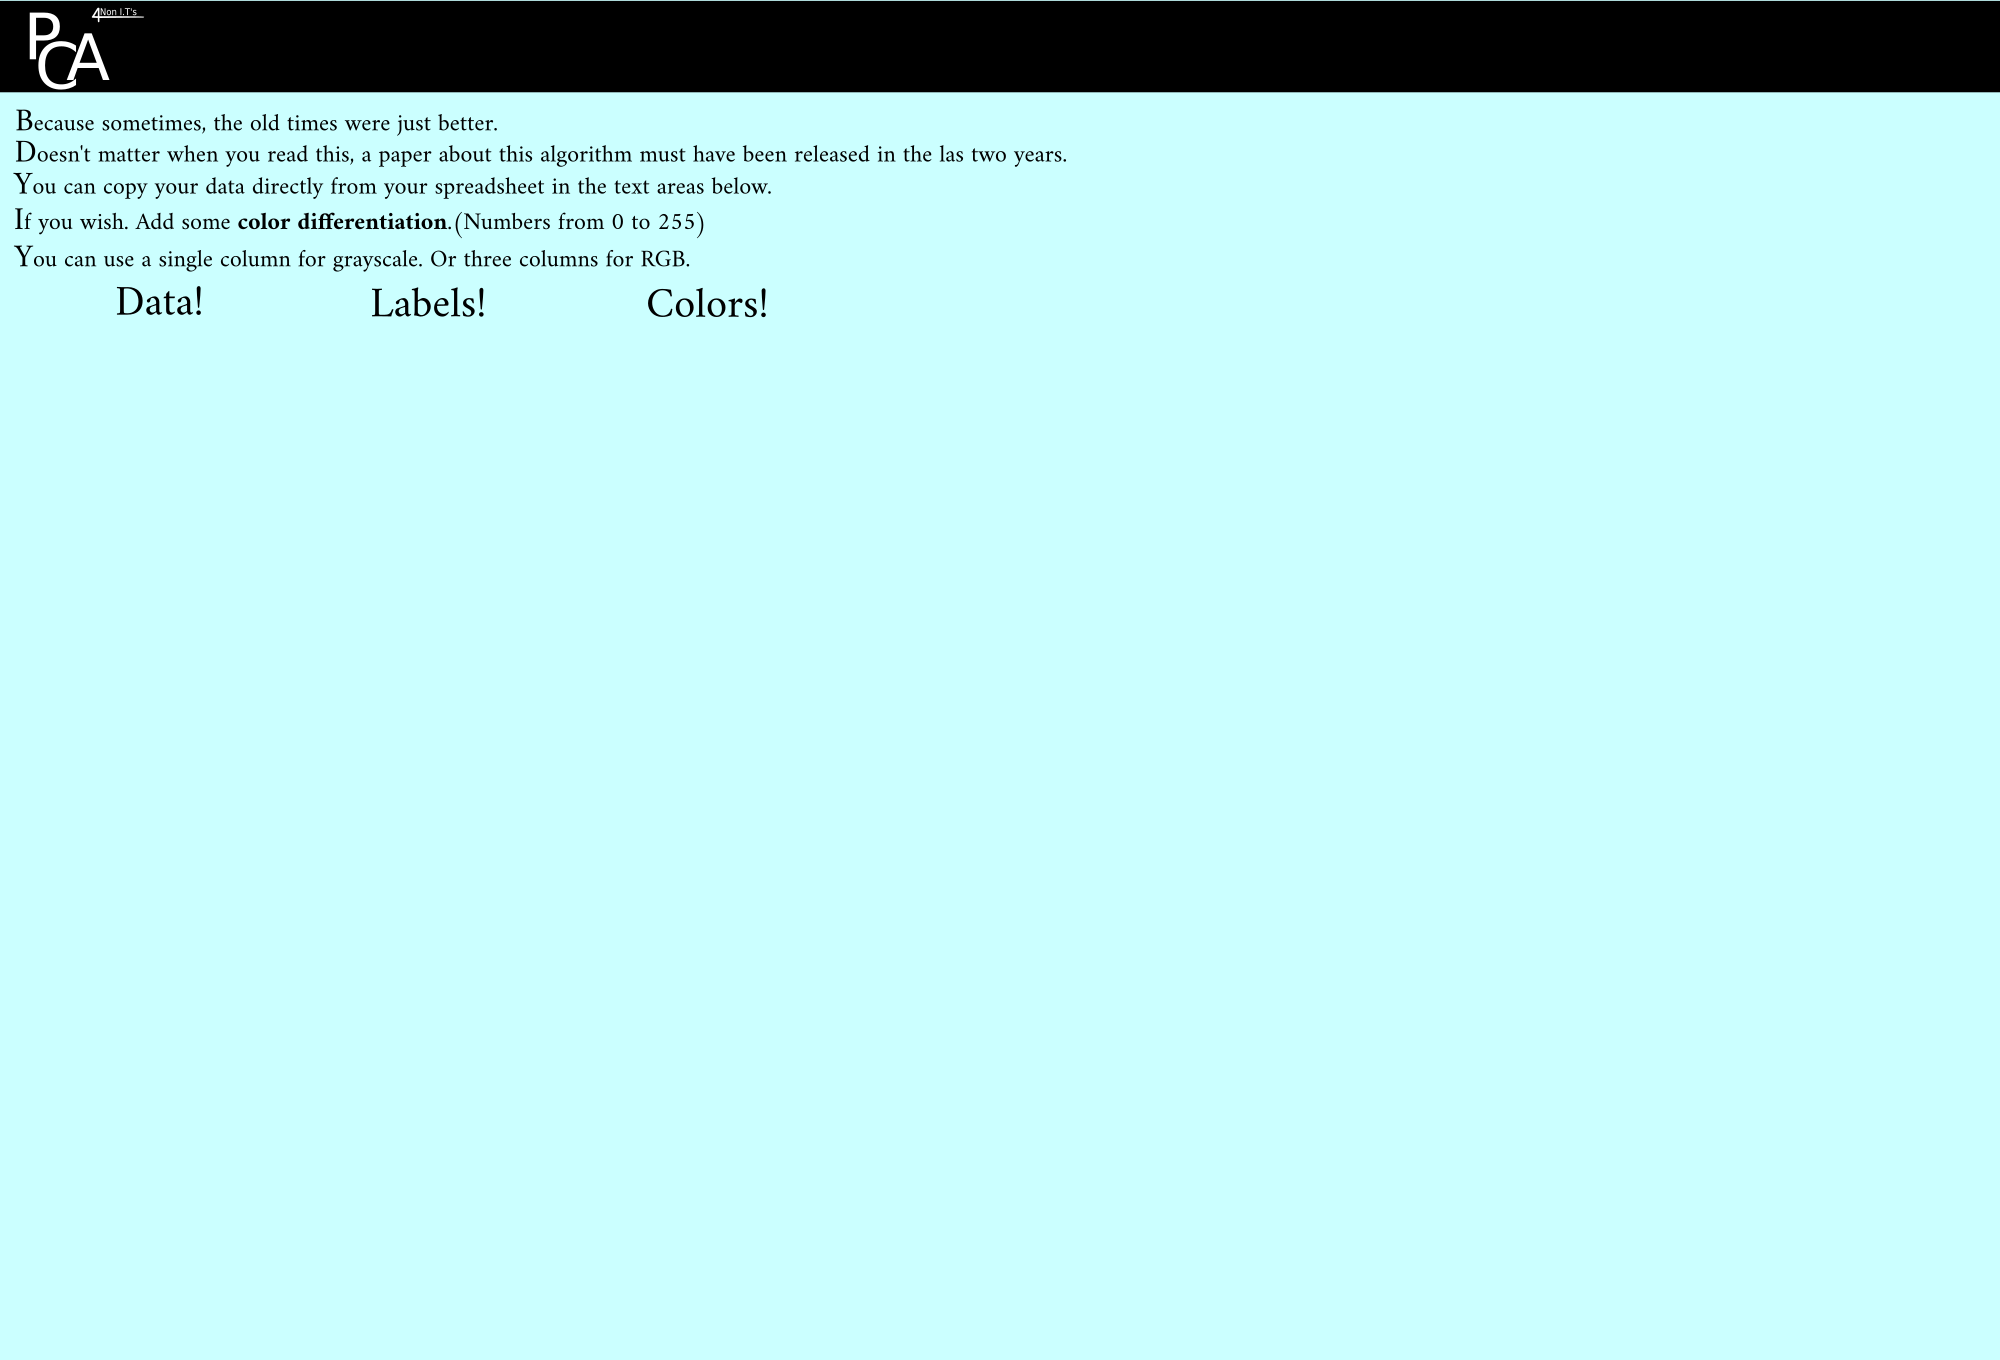 PCA 4Non I.T's
Because sometimes, the old times were just better.
Doesn't matter when you read this, a paper about this algorithm must have been released in the las two years.
You can copy your data directly from your spreadsheet in the text areas below.
If you wish. Add some color differentiation.(Numbers from 0 to 255)
You can use a single column for grayscale. Or three columns for RGB.
Data! Labels! Colors!